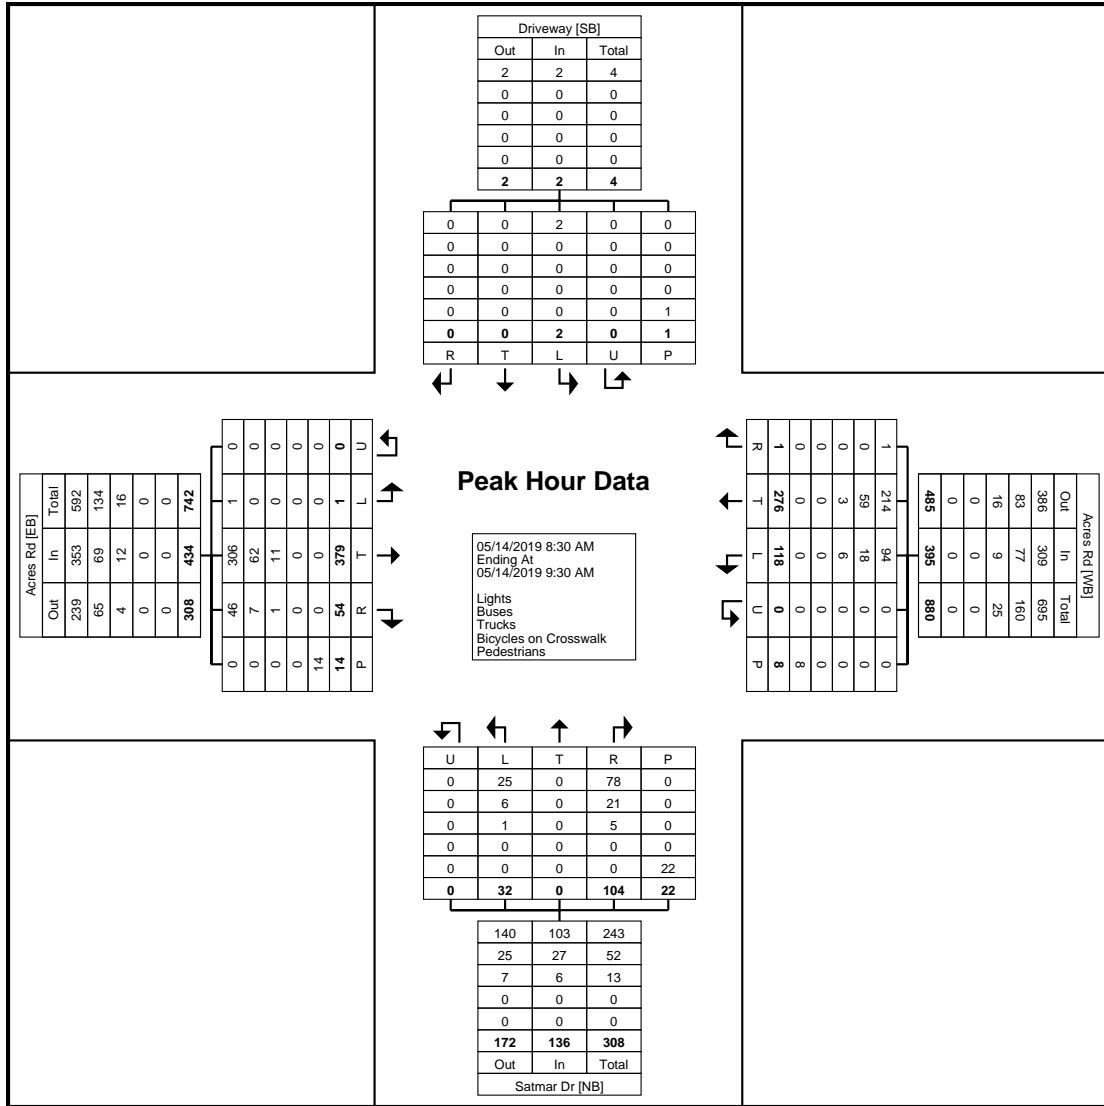 Driveway [SB]
Out In Total
2 2 4
0 0 0
0 0 0
0 0 0
0 0 0
2 2 4
0 0 2 0 0
0 0 0 0 0
0 0 0 0 0
0 0 0 0 0
0 0 0 0 1
0 0 2 0 1
R T L U P
Acres Rd [EB]
Total 592 134 16 0 0 742
In 353 69 12 0 0 434
Out 239 65 4 0 0 308
0 0 0 0 0 0 U
1 0 0 0 0 1 L
306 62 11 0 0 379 T
46 7 1 0 0 54 R
0 0 0 0 14 14 P
Peak Hour Data
05/14/2019 8:30 AM
Ending At
05/14/2019 9:30 AM
Lights
Buses
Trucks
Bicycles on Crosswalk
Pedestrians
R 1 0 0 0 0 1
T 276 0 0 3 59 214
L 118 0 0 6 18 94
U 0 0 0 0 0 0
P 8 8 0 0 0 0
485 0 0 16 83 386 Out
395 0 0 9 77 309 In
880 0 0 25 160 695 Total
Acres Rd [WB]
U L T R P
0 25 0 78 0
0 6 0 21 0
0 1 0 5 0
0 0 0 0 0
0 0 0 0 22
0 32 0 104 22
140 103 243
25 27 52
7 6 13
0 0 0
0 0 0
172 136 308
Out In Total
Satmar Dr [NB]